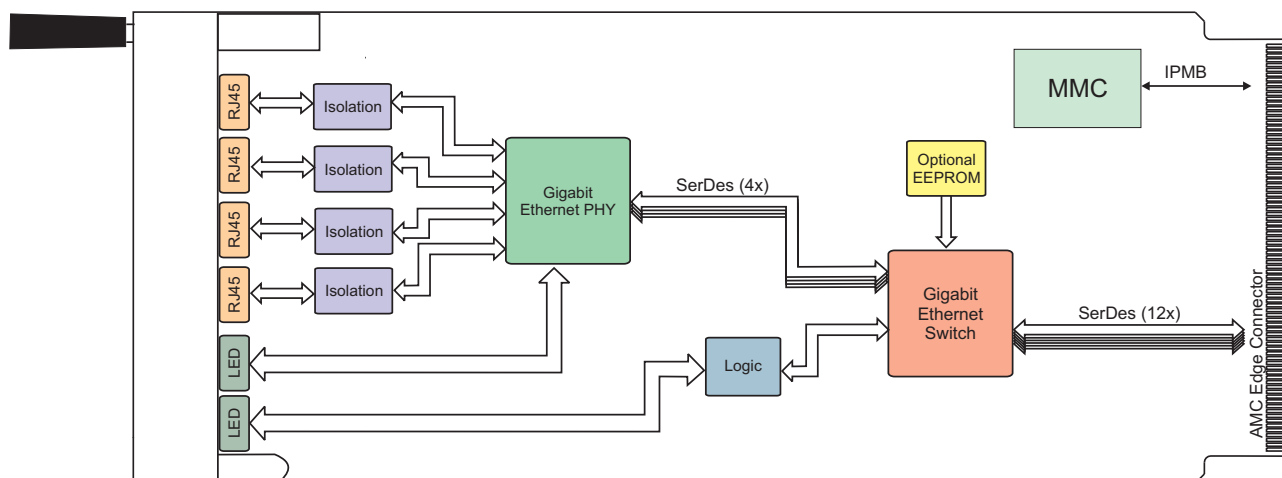 RJ45
Isolation
RJ45
Isolation
RJ45
Isolation
RJ45
Isolation
LED
LED
Gigabit
Ethernet PHY
SerDes (4x)
Logic
Optional
EEPROM
Gigabit
Ethernet
Switch
MMC
IPMB
SerDes (12x)
AMC Edge Connector